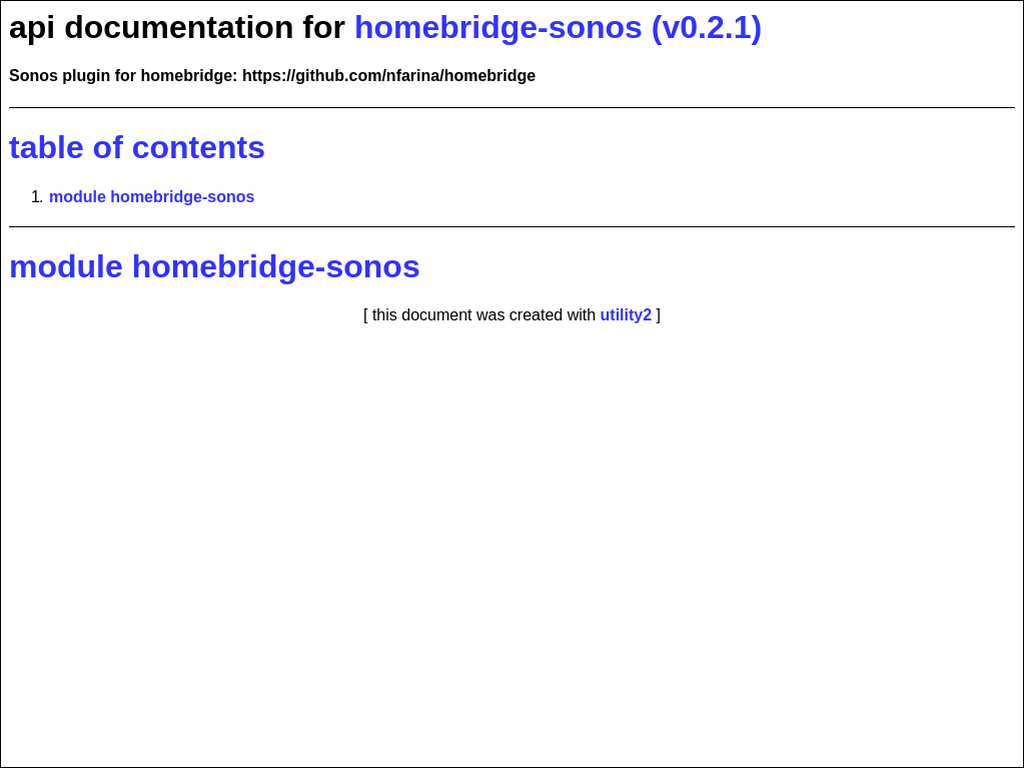 api documentation for homebridge-sonos (v0.2.1)
Sonos plugin for homebridge: https://github.com/nfarina/homebridge
table of contents
1. module homebridge-sonos
module homebridge-sonos
[ this document was created with utility2 ]